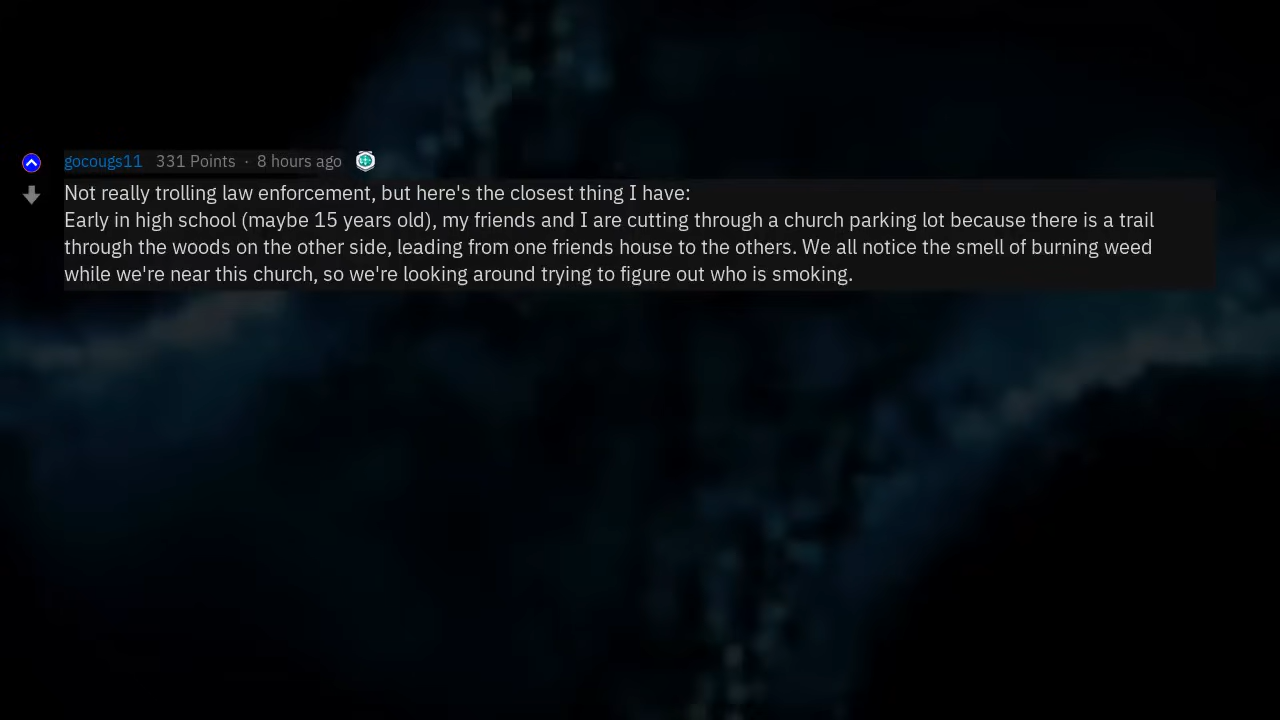 gocougs11 331 Points · 8 hours ago
Not really trolling law enforcement, but here's the closest thing I have:
Early in high school (maybe 15 years old), my friends and I are cutting through a church parking lot because there is a trail
through the woods on the other side, leading from one friends house to the others. We all notice the smell of burning weed
while we're near this church, so we're looking around trying to figure out who is smoking.